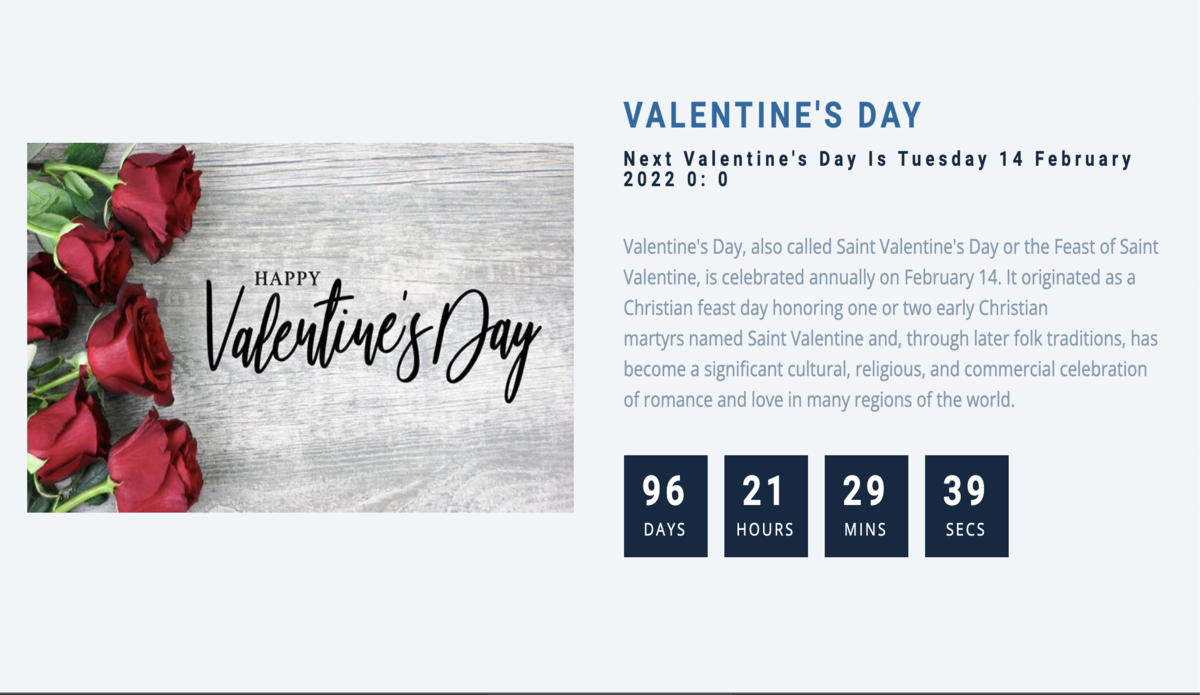 HAPPY
Valentine's Day
VALENTINE'S DAY
Next Valentine's Day Is Tuesday 14 February
2022 0: 0
Valentine's Day, also called Saint Valentine's Day or the Feast of Saint
Valentine, is celebrated annually on February 14. It originated as a
Christian feast day honoring one or two early Christian
martyrs named Saint Valentine and, through later folk traditions, has
become a significant cultural, religious, and commercial celebration
of romance and love in many regions of the world.
96 21 29 39
DAYS HOURS MINS SECS